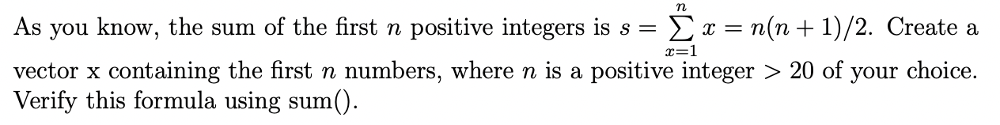 As you know, the sum of the first n positive integers is s = \sum_{x=1}^{n} x = n(n + 1)/2. Create a
vector x containing the first n numbers, where n is a positive integer > 20 of your choice.
Verify this formula using sum().